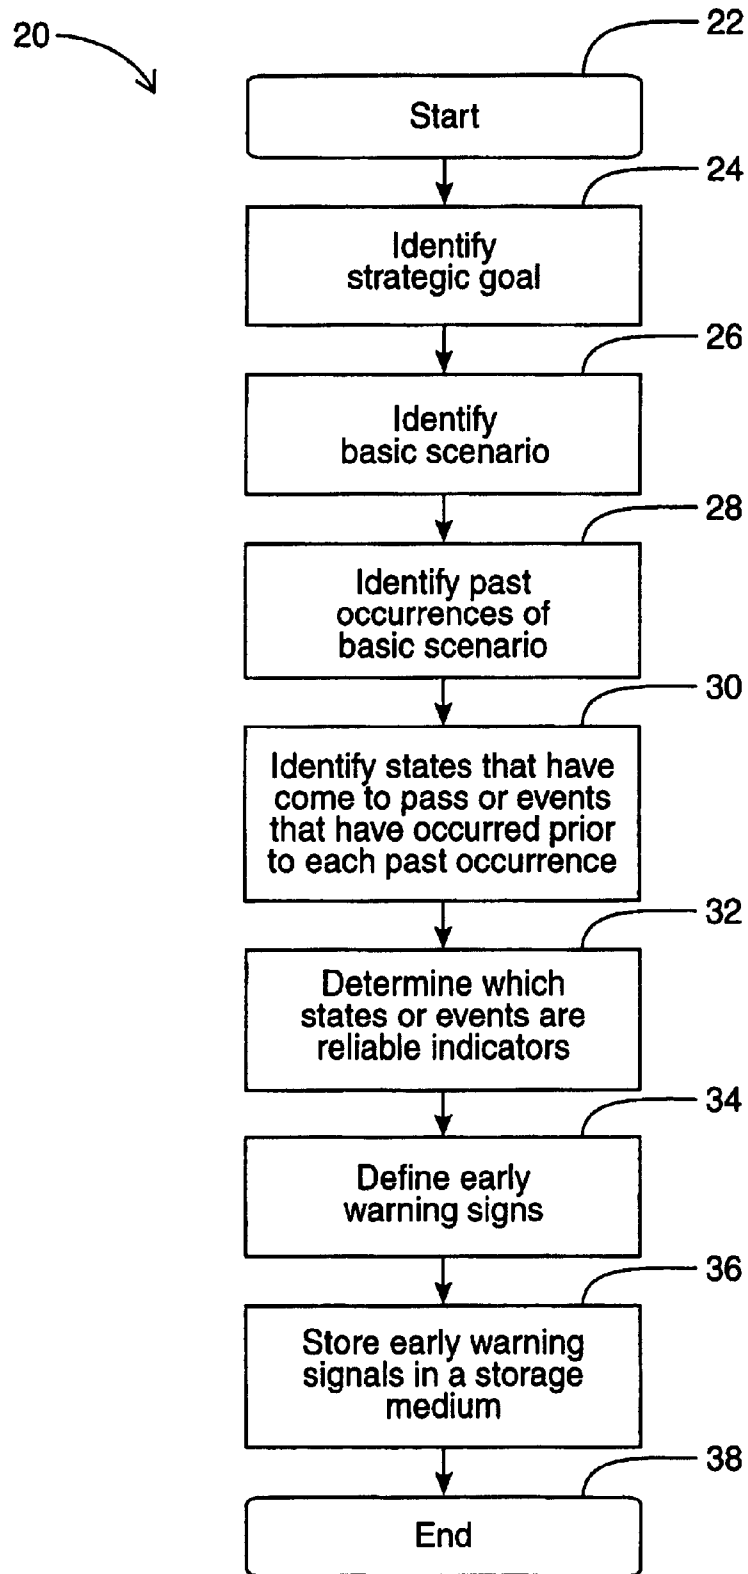 20
22
Start
24
Identify
strategic goal
26
Identify
basic scenario
28
Identify past
occurrences of
basic scenario
30
Identify states that have
come to pass or events
that have occurred prior
to each past occurrence
32
Determine which
states or events are
reliable indicators
34
Define early
warning signs
36
Store early warning
signals in a storage
medium
38
End